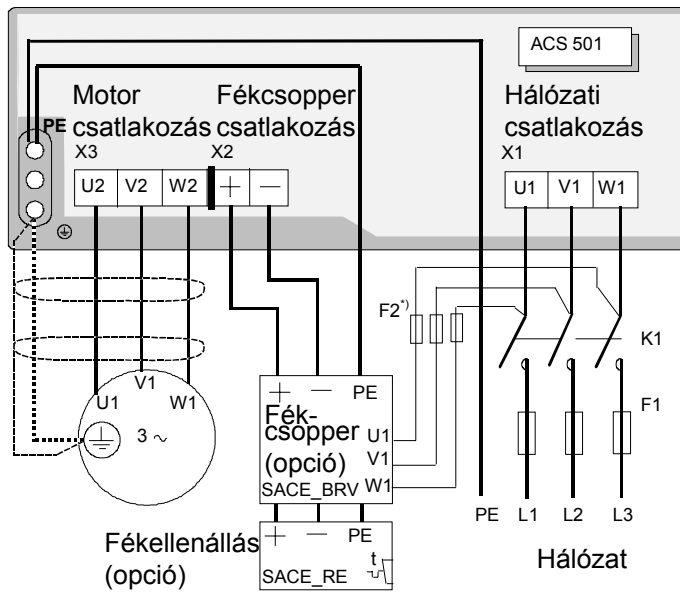 ACS 501
Motor csatlakozás
Fékcsopper csatlakozás
Hálózati csatlakozás
PE
X3
X2
X1
U2 V2 W2 + −
U1 V1 W1
F2*)
K1
F1
U1 V1 W1
3 ~
+ − PE
Fék-
csopper
(opció)
U1
V1
W1
SACE_BRV
PE L1 L2 L3
Hálózat
Fékellenállás
(opció)
+ − PE
t
SACE_RE